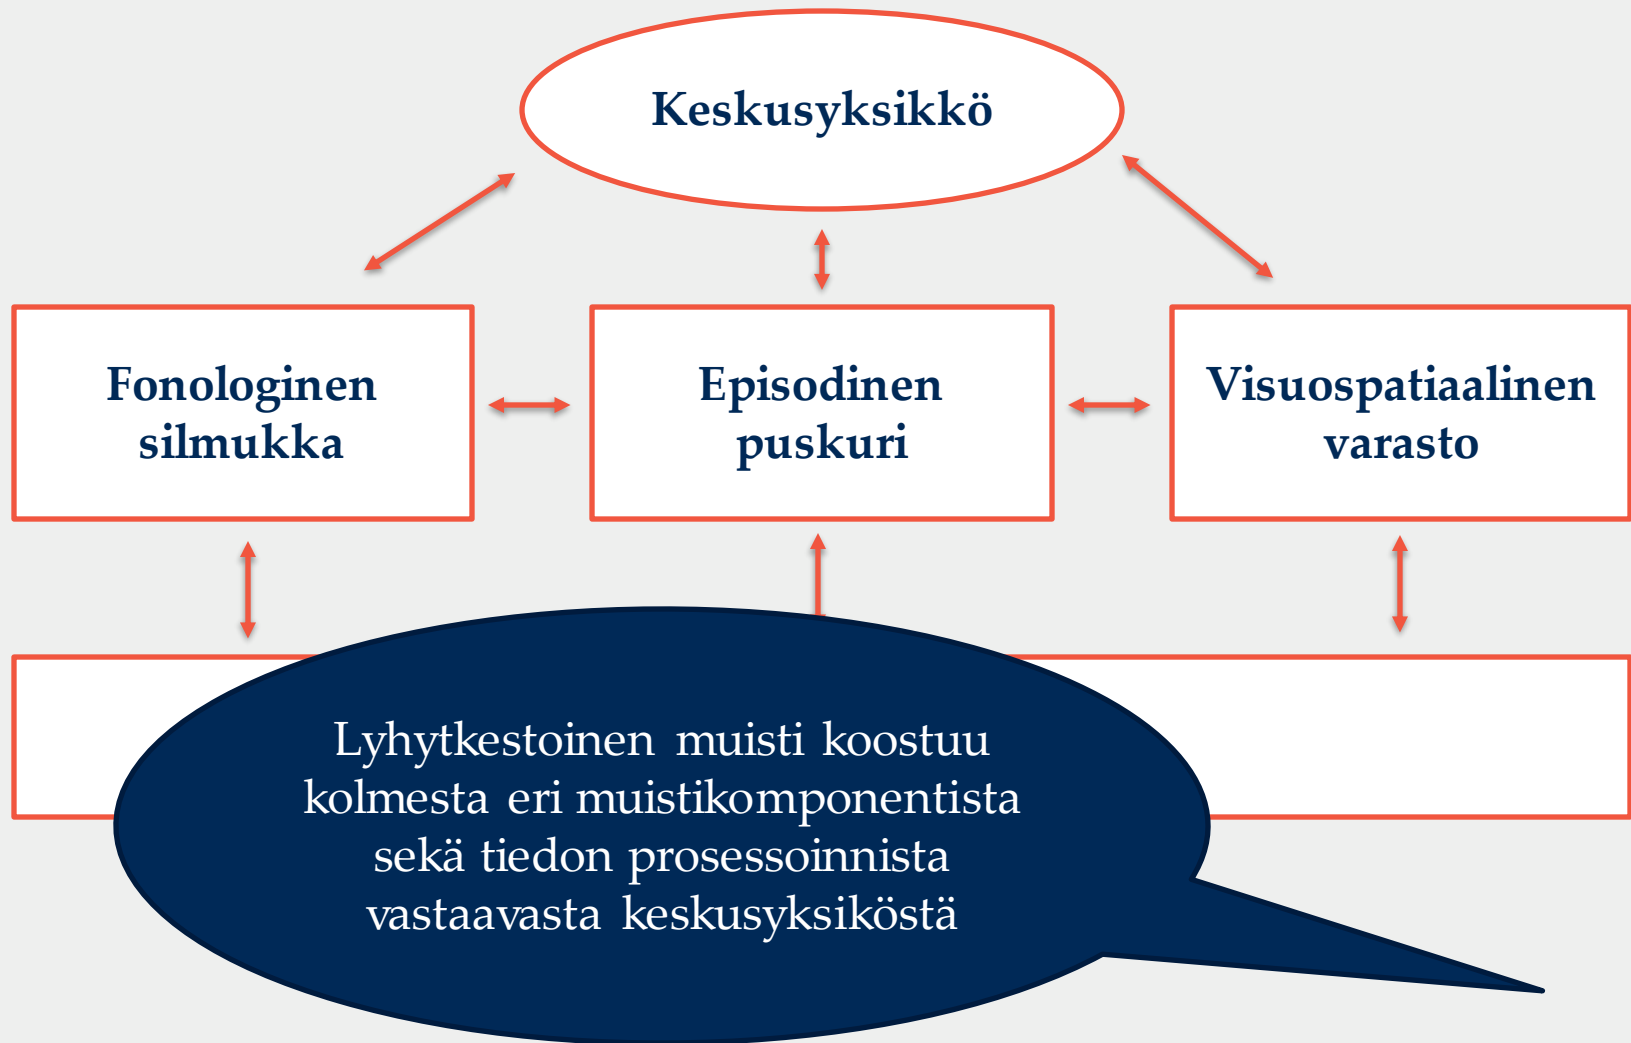 Keskusyksikkö
Fonologinen
silmukka
Episodinen
puskuri
Visuospatiaalinen
varasto
Lyhytkestoinen muisti koostuu
kolmesta eri muistikomponentista
sekä tiedon prosessoinnista
vastaavasta keskusyksiköstä